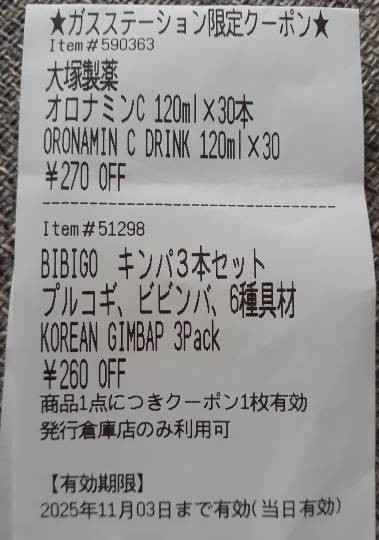 ★ガスステーション限定クーポン★
Item#590363
大塚製薬
オロナミンC 120ml×30本
ORONAMIN C DRINK 120ml×30
¥270 OFF
--------------------------------
Item#51298
BIBIGO キンパ3本セット
プルコギ、ビビンバ、6種具材
KOREAN GIMBAP 3Pack
¥260 OFF
商品1点につきクーポン1枚有効
発行倉庫店のみ利用可
【有効期限】
2025年11月03日まで有効(当日有効)